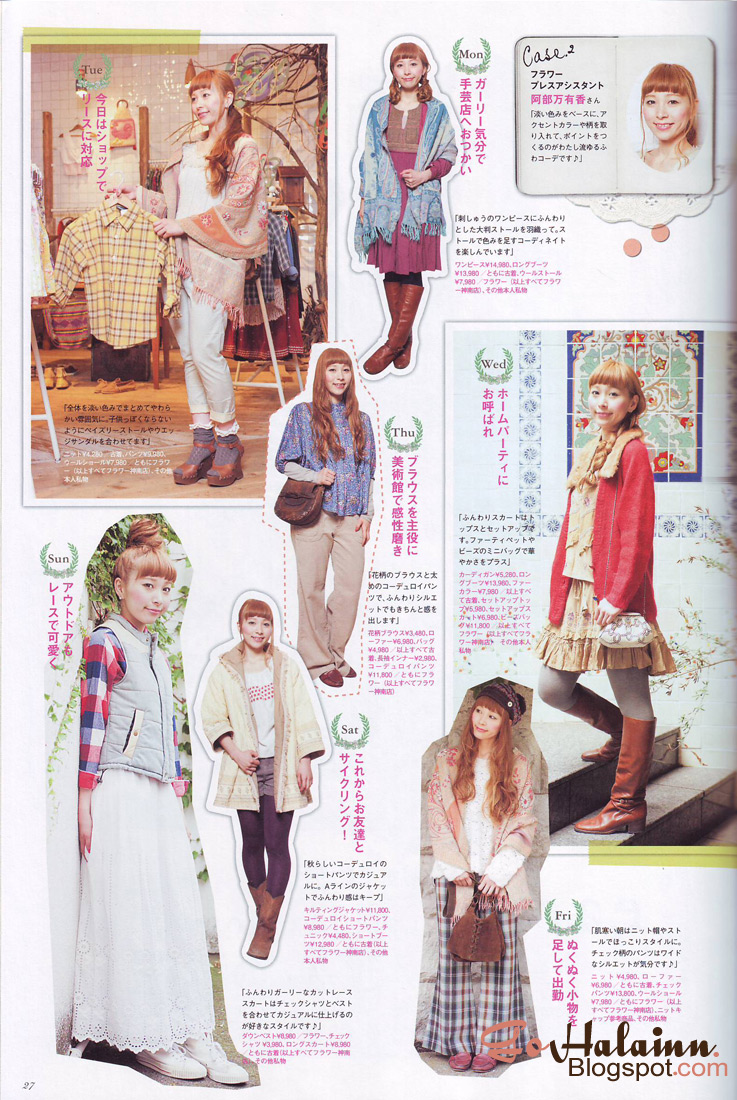 Case.2
フラワー
プレスアシスタント
阿部万有香さん
「淡い色みをベースに、ア
クセントカラーや柄を取
り入れて、ポイントをつ
くるのがわたし流ゆるふ
わコーデです♪」
Mon
ガーリー気分で
手芸店へおつかい
「刺しゅうのワンピースにふんわり
とした大判ストールを羽織って。ス
トールで色みを足すコーディネイト
を楽しんでいます」
ワンピース¥14,980、ロングブーツ
¥13,980／ともに古着、ウールストール
¥7,980／フラワー（以上すべてフラワ
ー神南店）、その他本人私物
Tue
今日はショップで
リースに対応
「全体を淡い色みでまとめてやわら
かい雰囲気に。子供っぽくならない
ようにペイズリーストールやウエッ
ジサンダルを合わせてます」
ニット¥4,280／古着、パンツ¥9,080、
ウールショール¥7,980／ともにフラワ
ー（以上すべてフラワー神南店）、その他
本人私物
Wed
ホームパーティに
お呼ばれ
「ふんわりスカートはト
ップスとセットアップで
す。ファーティペットや
ビーズのミニバッグで華
やかさをプラス」
カーディガン¥5,280、ロン
グブーツ¥13,980、ファー
カラー¥7,980／以上すべ
て古着、セットアップトッ
プ¥5,980、セットアップス
カート¥6,980、ビーズバッ
グ¥11,800／以上すべて
フラワー（以上すべてフラワ
ー神南店）　その他本人
私物
Thu
ブラウスを主役に
美術館で感性磨き
「花柄のブラウスと太
めのコーデュロイパン
ツで、ふんわりシルエ
ットでもきちんと感を
出します」
花柄ブラウス¥3,480、ロー
ファー¥6,980、バッグ
¥4,980／以上すべて古
着、長袖インナー¥2,980、
コーデュロイパンツ
¥11,800／ともにフラワ
ー（以上すべてフラワー
神南店）
Fri
ぬくぬく小物を
足して出勤
「肌寒い朝はニット帽やスト
ールでほっこりスタイルに。
チェック柄のパンツはワイド
なシルエットが気分です♪」
ニット¥4,980、ローファー
¥6,980／ともに古着、チェック
パンツ¥13,800、ウールショール
¥7,980／ともにフラワー（以上
すべてフラワー神南店）、ニットキ
ャップ参考商品、その他私物
Sat
これからお友達と
サイクリング！
「秋らしいコーデュロイの
ショートパンツでカジュア
ルに。Aラインのジャケッ
トでふんわり感はキープ」
キルティングジャケット¥11,800、
コーデュロイショートパンツ
¥8,980／ともにフラワー、チ
ュニック¥4,480、ショートブー
ツ¥12,980／ともに古着（以上
すべてフラワー神南店）、その他
本人私物
Sun
アウトドアも
レースで可愛く
「ふんわりガーリーなカットレース
スカートはチェックシャツとベスト
を合わせてカジュアルに仕上げるの
が好きなスタイルです♪」
ダウンベスト¥8,980／フラワー、チェック
シャツ¥3,980、ロングスカート¥8,980
／ともに古着（以上すべてフラワー神南
店）、その他本人私物
27
SoHalainn.
Blogspot.com